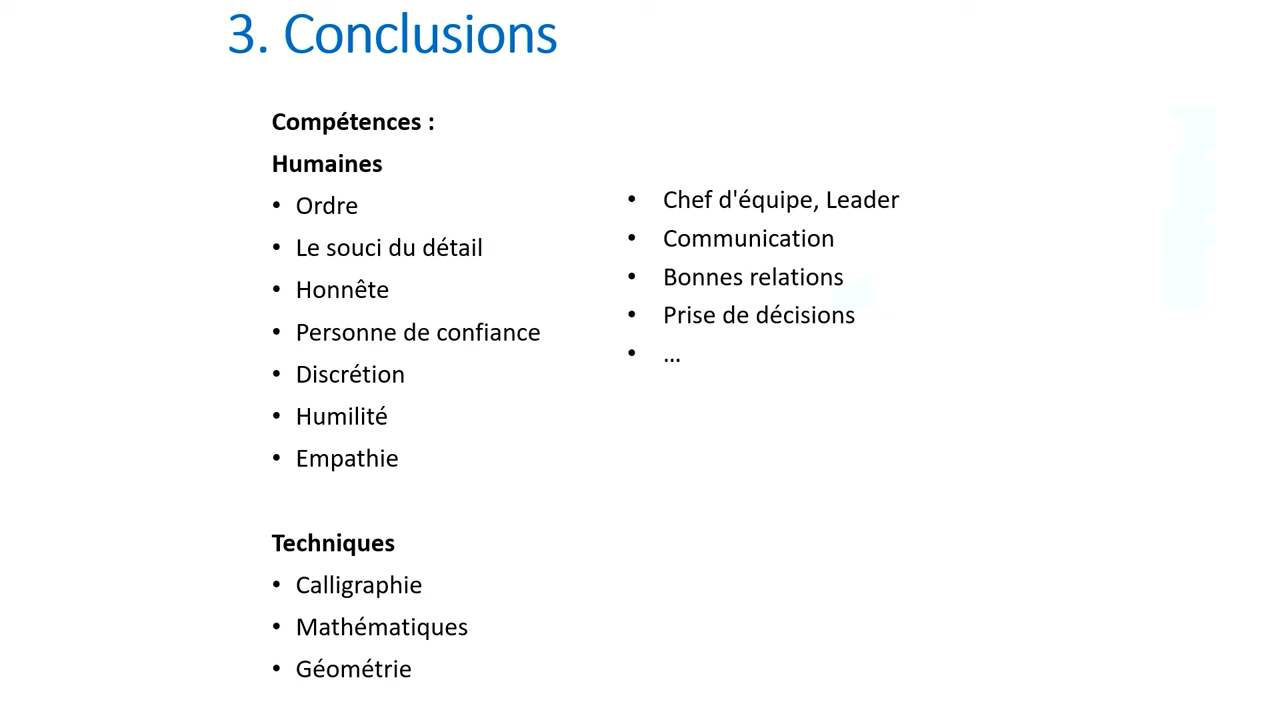 3. Conclusions
Compétences :
Humaines
• Ordre
• Le souci du détail
• Honnête
• Personne de confiance
• Discrétion
• Humilité
• Empathie
• Chef d'équipe, Leader
• Communication
• Bonnes relations
• Prise de décisions
• ...
Techniques
• Calligraphie
• Mathématiques
• Géométrie